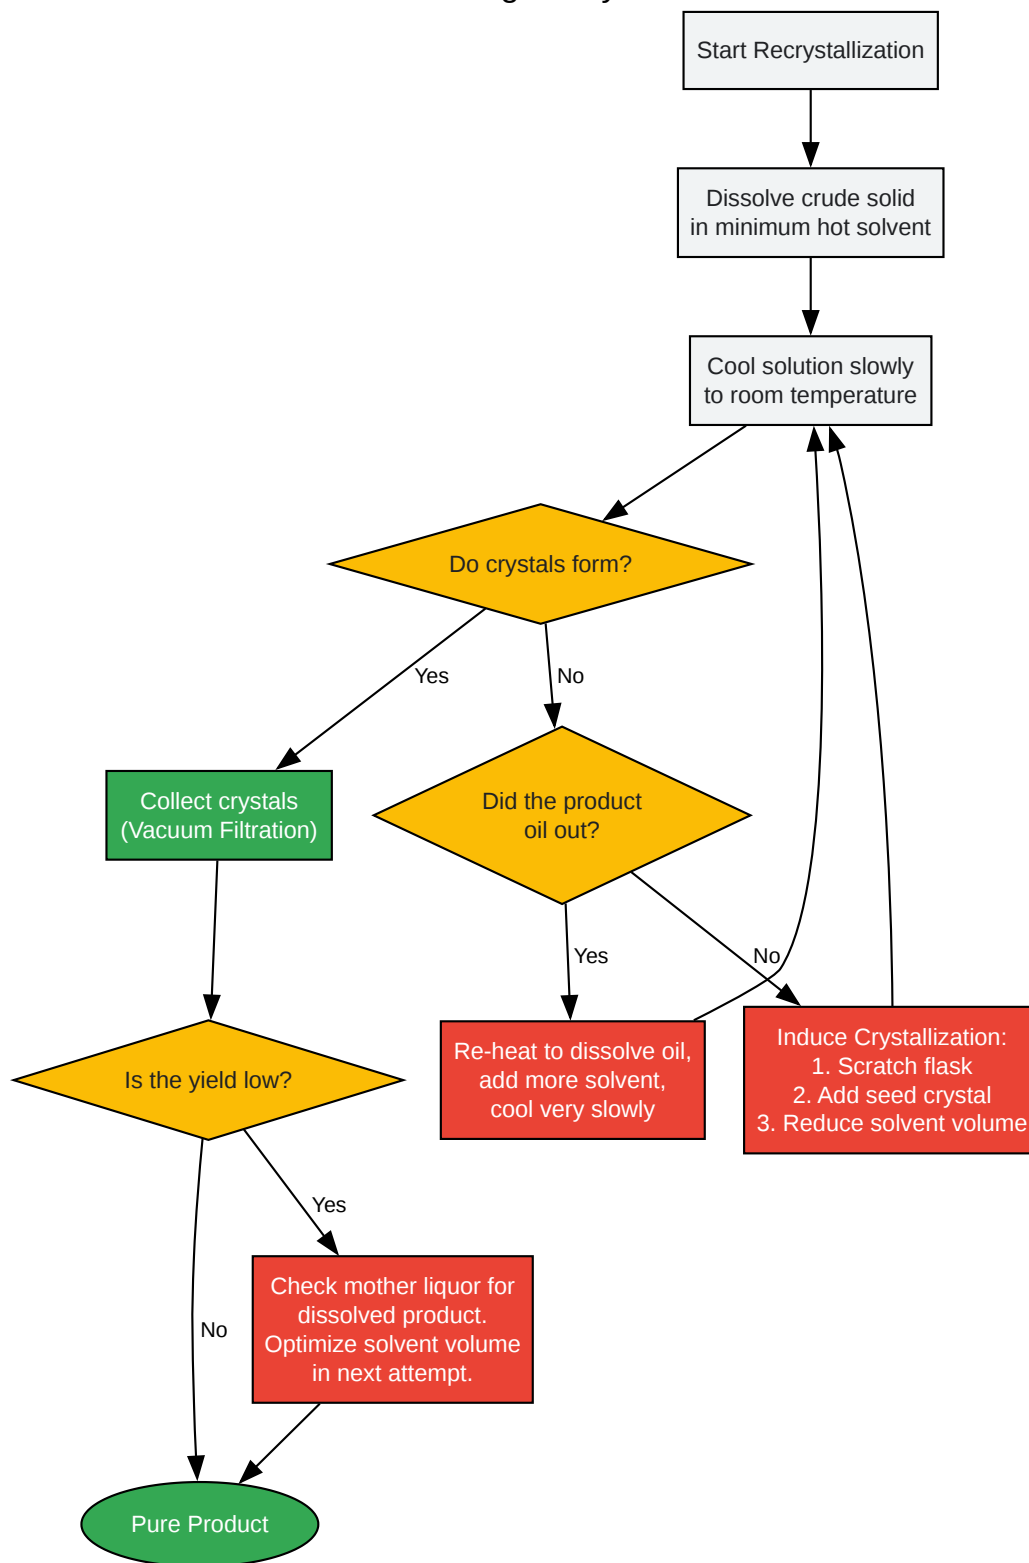 Start Recrystallization
Dissolve crude solid
in minimum hot solvent
Cool solution slowly
to room temperature
Do crystals form?
Yes
No
Collect crystals
(Vacuum Filtration)
Did the product
oil out?
Yes
No
Is the yield low?
Re-heat to dissolve oil,
add more solvent,
cool very slowly
Induce Crystallization:
1. Scratch flask
2. Add seed crystal
3. Reduce solvent volume
Yes
No
Check mother liquor for
dissolved product.
Optimize solvent volume
in next attempt.
Pure Product